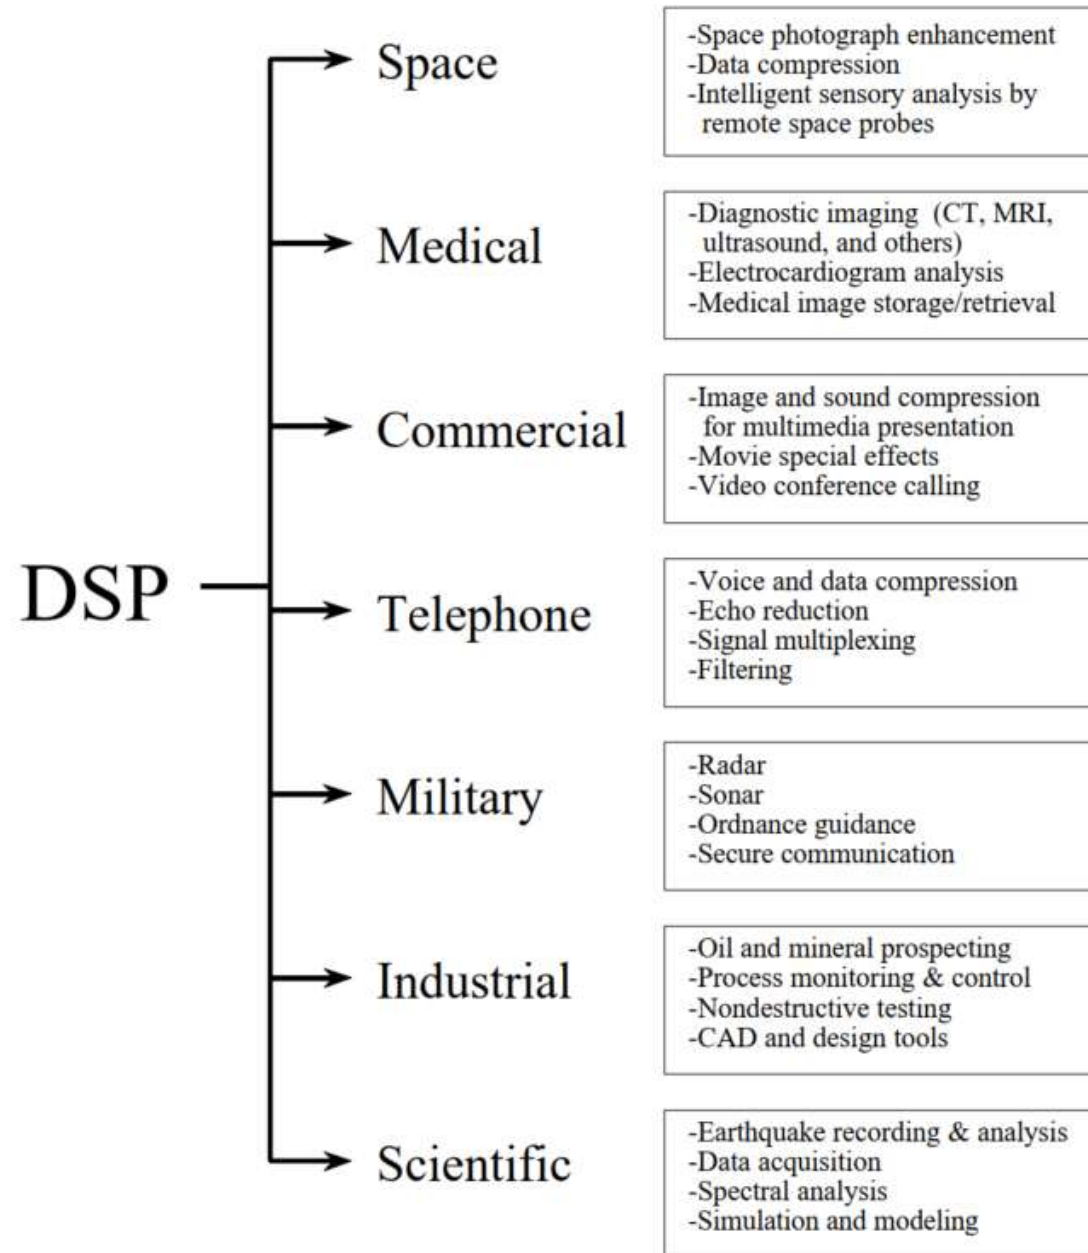 DSP
Space
-Space photograph enhancement
-Data compression
-Intelligent sensory analysis by
remote space probes
Medical
-Diagnostic imaging (CT, MRI,
ultrasound, and others)
-Electrocardiogram analysis
-Medical image storage/retrieval
Commercial
-Image and sound compression
for multimedia presentation
-Movie special effects
-Video conference calling
Telephone
-Voice and data compression
-Echo reduction
-Signal multiplexing
-Filtering
Military
-Radar
-Sonar
-Ordnance guidance
-Secure communication
Industrial
-Oil and mineral prospecting
-Process monitoring & control
-Nondestructive testing
-CAD and design tools
Scientific
-Earthquake recording & analysis
-Data acquisition
-Spectral analysis
-Simulation and modeling